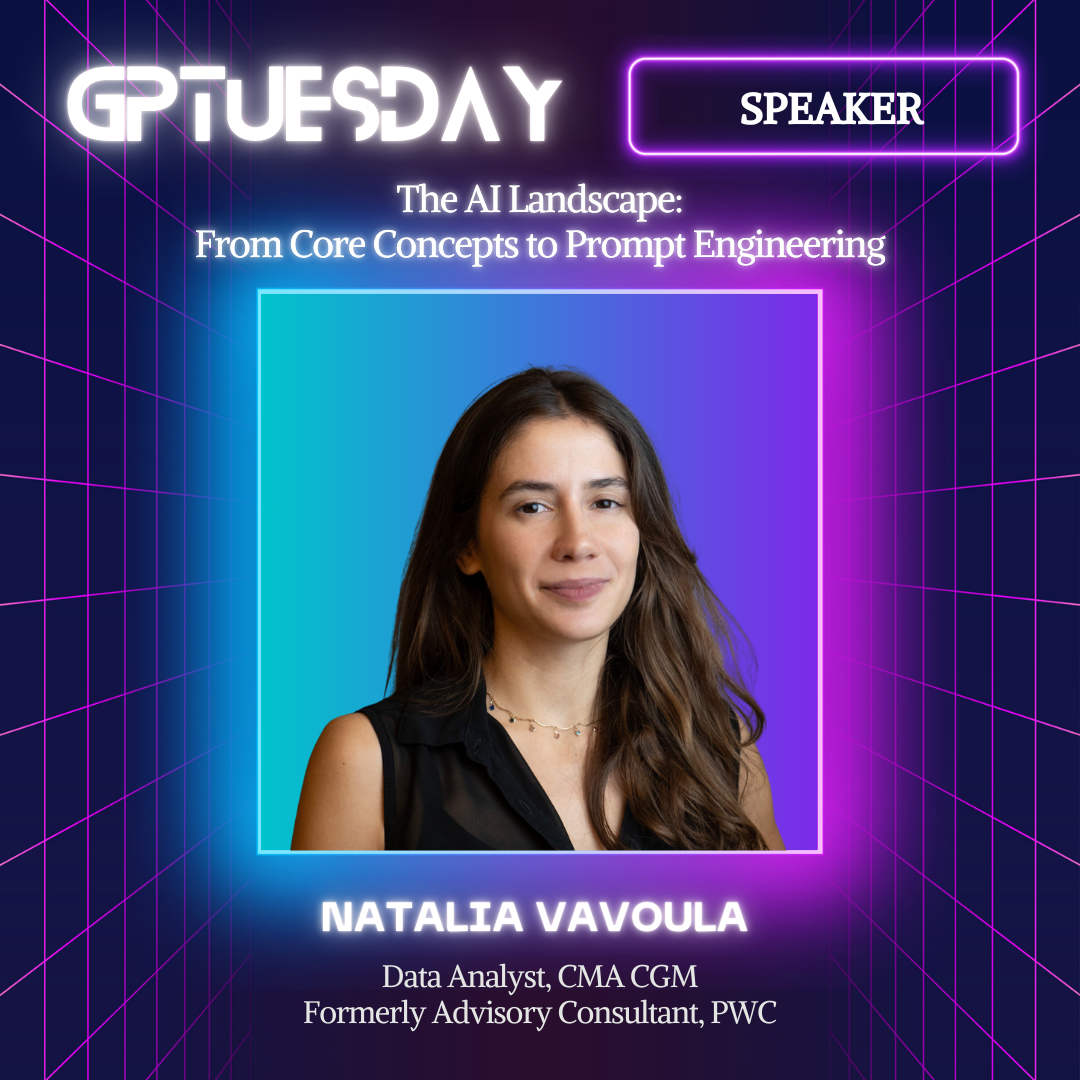 GPTUESDAY
SPEAKER
The AI Landscape:
From Core Concepts to Prompt Engineering
NATALIA VAVOULA
Data Analyst, CMA CGM
Formerly Advisory Consultant, PWC